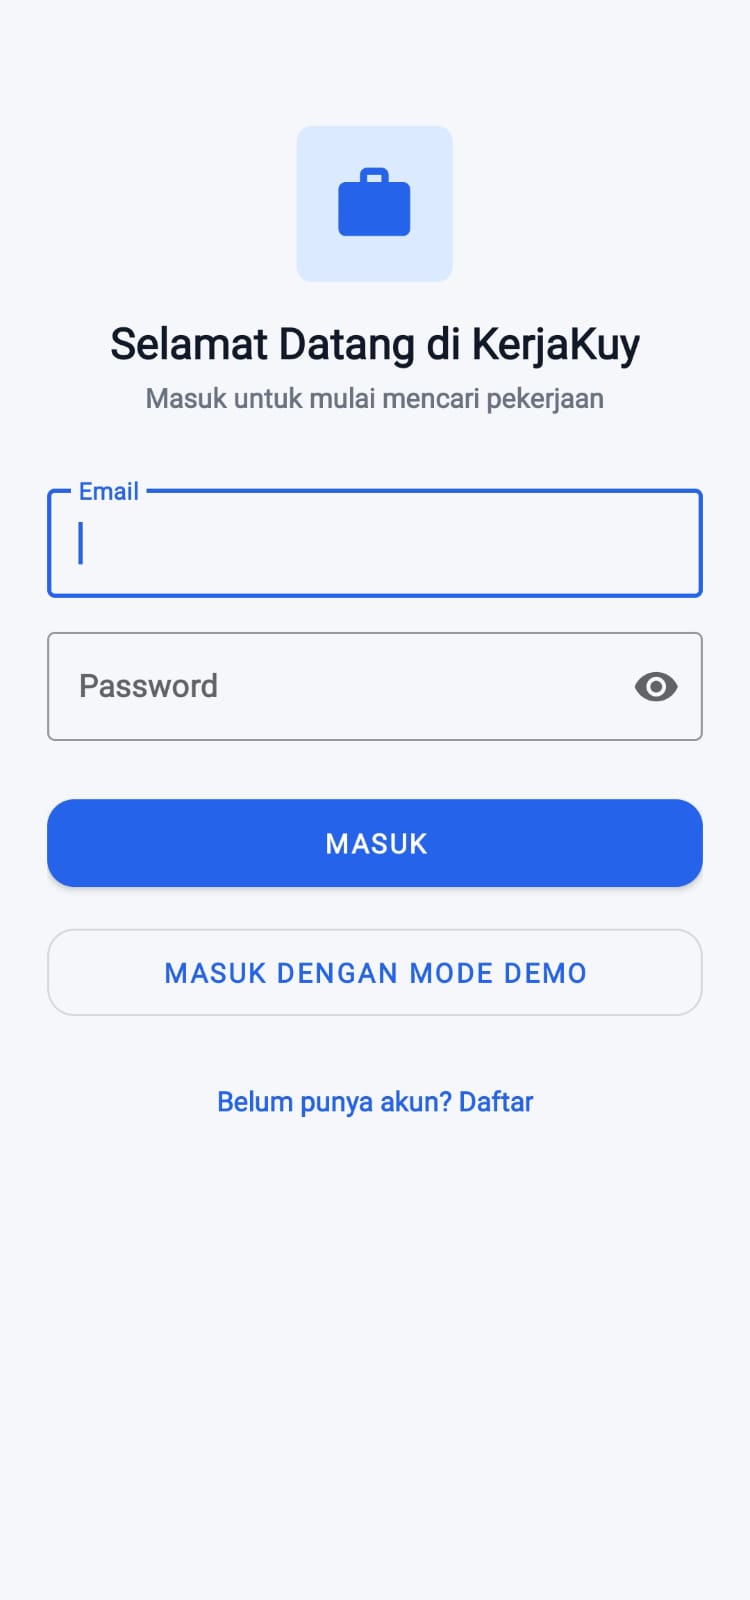 Selamat Datang di KerjaKuy
Masuk untuk mulai mencari pekerjaan
Email
Password
MASUK
MASUK DENGAN MODE DEMO
Belum punya akun? Daftar